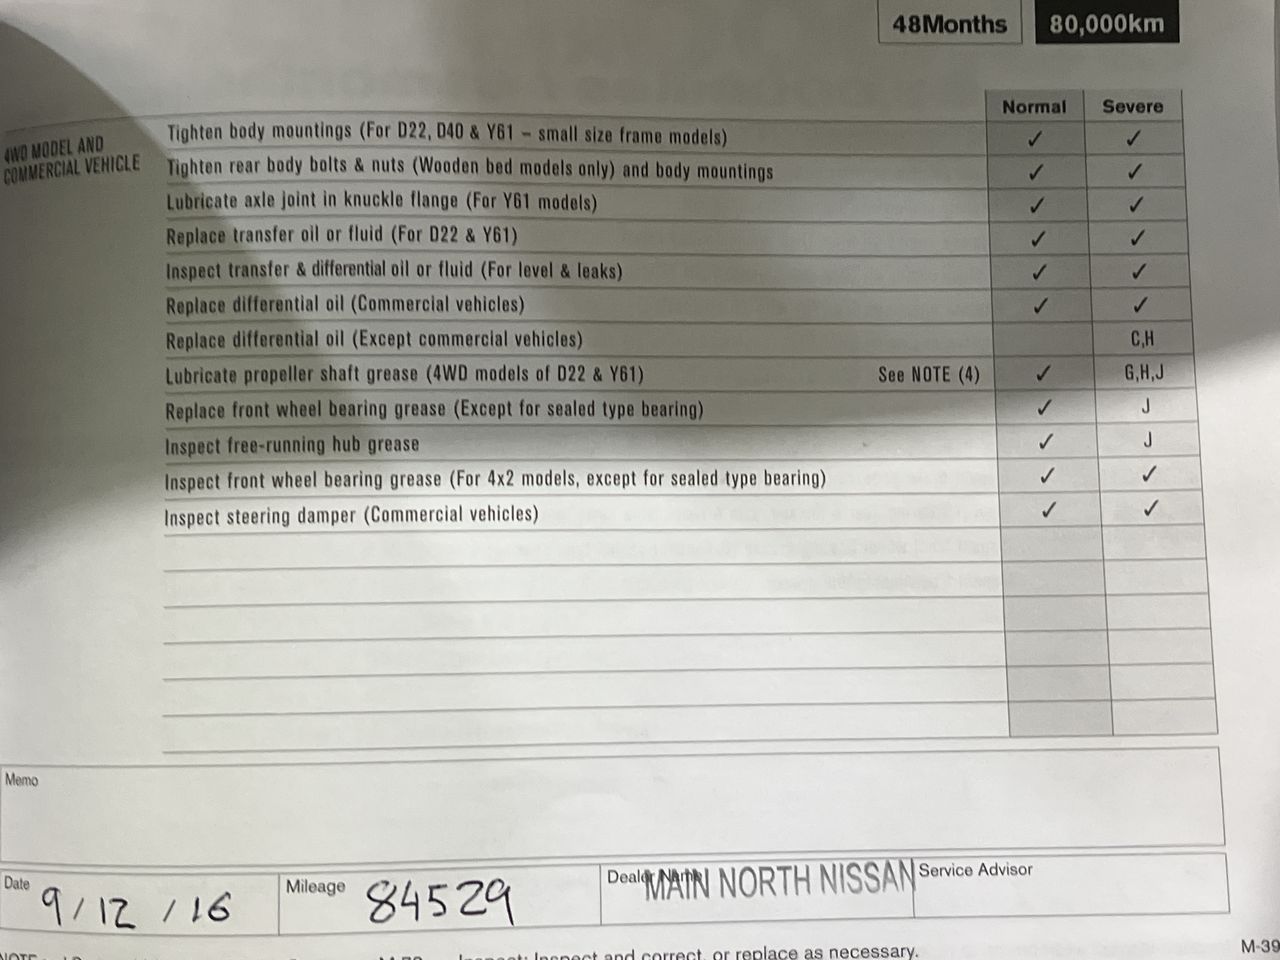 48Months 80,000km
Normal Severe
4WD MODEL AND
COMMERCIAL VEHICLE
Tighten body mountings (For D22, D40 & Y61 – small size frame models) ✓ ✓
Tighten rear body bolts & nuts (Wooden bed models only) and body mountings ✓ ✓
Lubricate axle joint in knuckle flange (For Y61 models) ✓ ✓
Replace transfer oil or fluid (For D22 & Y61) ✓ ✓
Inspect transfer & differential oil or fluid (For level & leaks) ✓ ✓
Replace differential oil (Commercial vehicles) ✓ ✓
Replace differential oil (Except commercial vehicles) C,H
Lubricate propeller shaft grease (4WD models of D22 & Y61) See NOTE (4) ✓ G,H,J
Replace front wheel bearing grease (Except for sealed type bearing) ✓ J
Inspect free-running hub grease ✓ J
Inspect front wheel bearing grease (For 4x2 models, except for sealed type bearing) ✓ ✓
Inspect steering damper (Commercial vehicles) ✓ ✓
Memo
Date 9/12/16 Mileage 84529 Dealer Name MAIN NORTH NISSAN Service Advisor
Inspect: Inspect and correct, or replace as necessary.
M-39